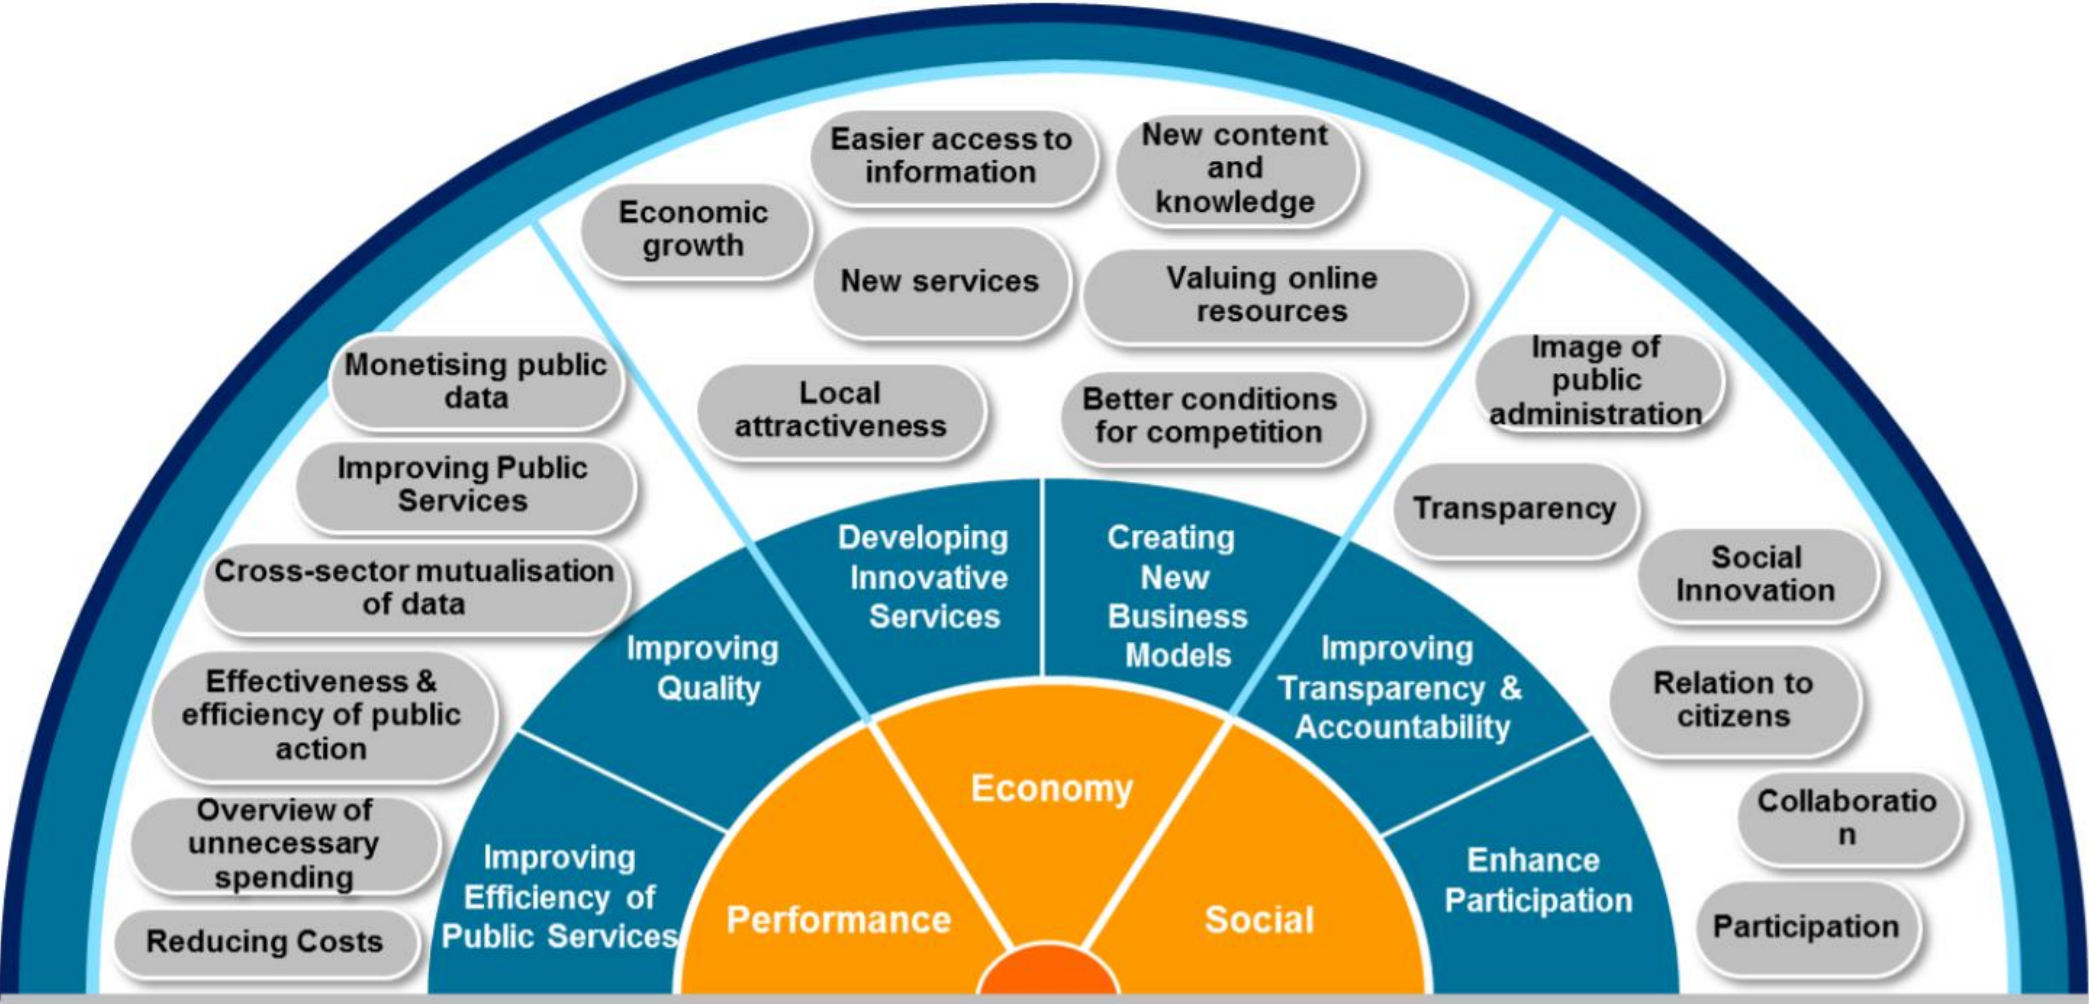 Easier access to
information
New content
and
knowledge
Economic
growth
New services
Valuing online
resources
Local
attractiveness
Better conditions
for competition
Monetising public
data
Improving Public
Services
Cross-sector mutualisation
of data
Effectiveness &
efficiency of public
action
Overview of
unnecessary
spending
Reducing Costs
Image of
public
administration
Transparency
Social
Innovation
Relation to
citizens
Collaboratio
n
Participation
Improving
Efficiency of
Public Services
Improving
Quality
Developing
Innovative
Services
Creating
New
Business
Models
Improving
Transparency &
Accountability
Enhance
Participation
Performance
Economy
Social